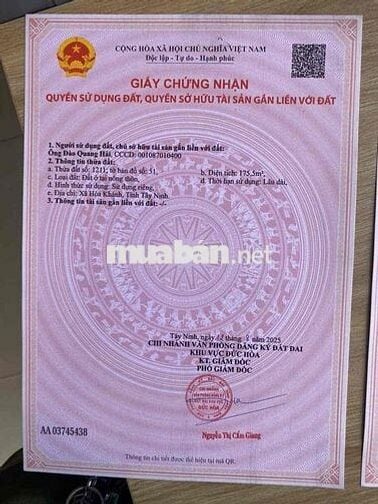 CỘNG HÒA XÃ HỘI CHỦ NGHĨA VIỆT NAM
Độc lập - Tự do - Hạnh phúc
GIẤY CHỨNG NHẬN
QUYỀN SỬ DỤNG ĐẤT, QUYỀN SỞ HỮU TÀI SẢN GẮN LIỀN VỚI ĐẤT
1. Người sử dụng đất, chủ sở hữu tài sản gắn liền với đất:
Ông Đào Quang Hải, CCCD: 001087010400
2. Thông tin thửa đất:
a. Thửa đất số: 1211; tờ bản đồ số: 51,
b. Diện tích: 175,5m²,
c. Loại đất: Đất ở tại nông thôn,
d. Thời hạn sử dụng: Lâu dài,
đ. Hình thức sử dụng: Sử dụng riêng,
e. Địa chỉ: Xã Hòa Khánh, Tỉnh Tây Ninh.
3. Thông tin tài sản gắn liền với đất: -/-
muaban.net
Tây Ninh, ngày 12 tháng 8 năm 2025
CHI NHÁNH VĂN PHÒNG ĐĂNG KÝ ĐẤT ĐAI
KHU VỰC ĐỨC HÒA
KT. GIÁM ĐỐC
PHÓ GIÁM ĐỐC
AA 03745438
Nguyễn Thị Cẩm Giang
Thông tin chi tiết được thể hiện tại mã QR.